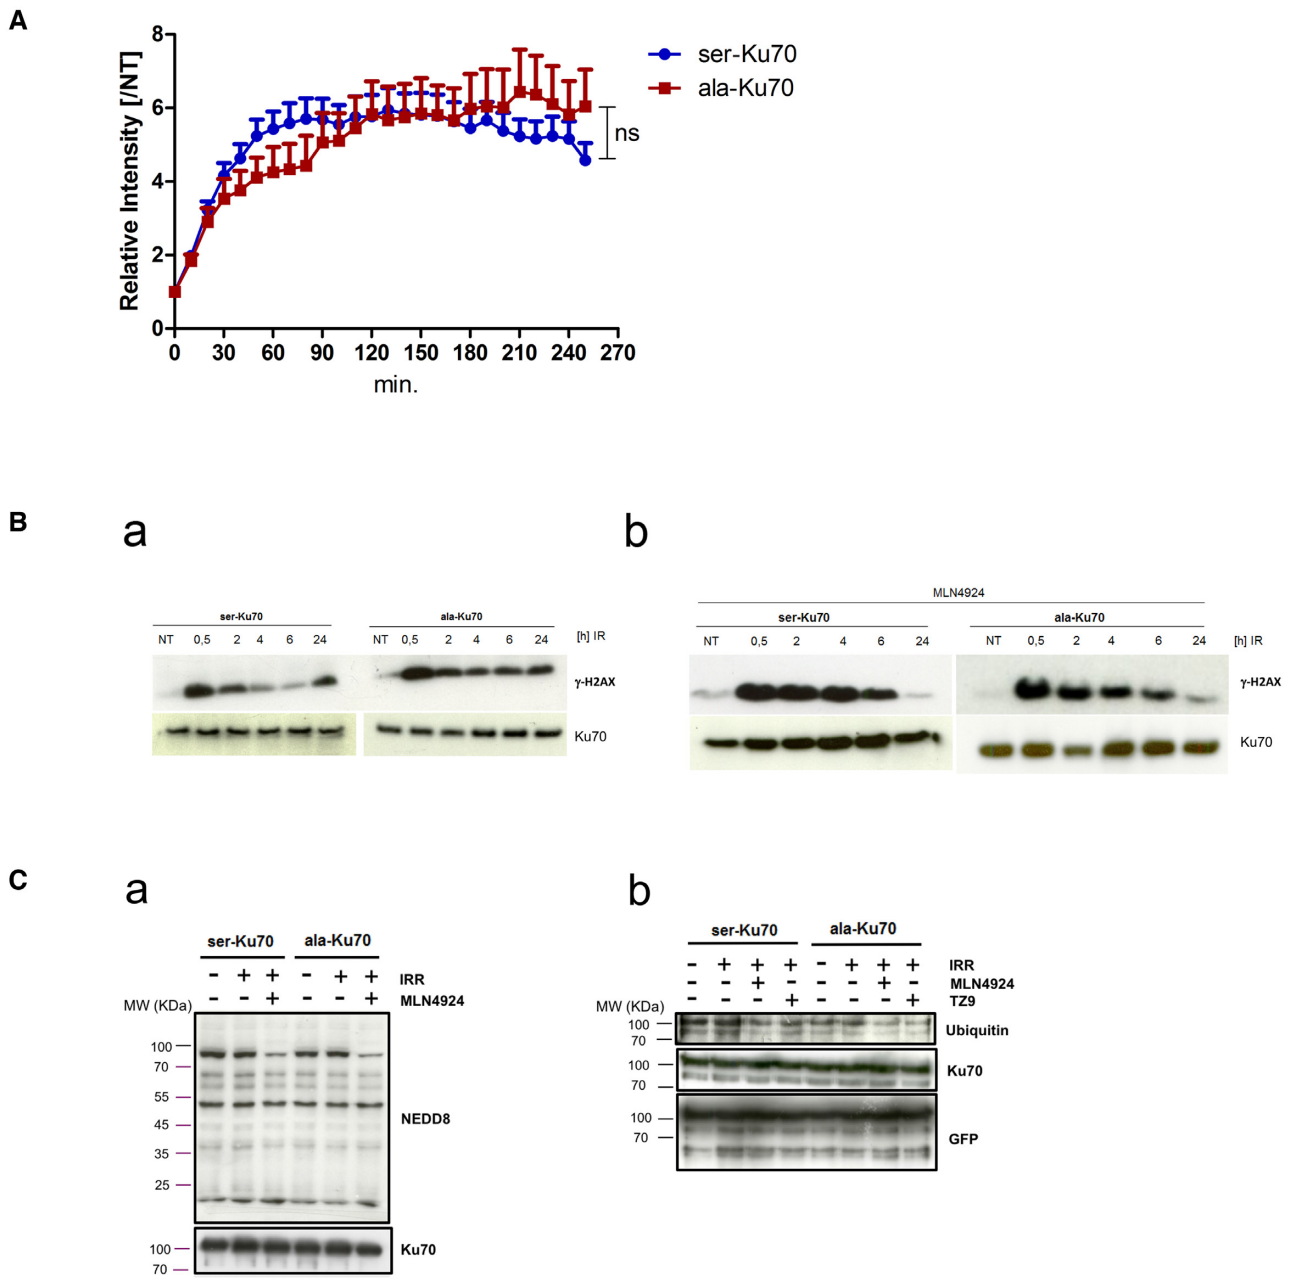 A
8
6
4
2
0
Relative Intensity [/NT]
0 30 60 90 120 150 180 210 240 270
min.
ser-Ku70
ala-Ku70
ns
B
a
b
MLN4924
ser-Ku70 ala-Ku70
NT 0,5 2 4 6 24 NT 0,5 2 4 6 24 [h] IR
γ-H2AX
Ku70
ser-Ku70 ala-Ku70
NT 0,5 2 4 6 24 NT 0,5 2 4 6 24 [h] IR
γ-H2AX
Ku70
C
a
ser-Ku70 ala-Ku70
- + + - + + IRR
- - + - - + MLN4924
MW (KDa)
100
70
55
45
35
25
NEDD8
100
70
Ku70
b
ser-Ku70 ala-Ku70
- + + + - + + + IRR
- - + - - - + - MLN4924
- - - + - - - + TZ9
MW (KDa)
100
70
Ubiquitin
100
70
Ku70
100
70
GFP